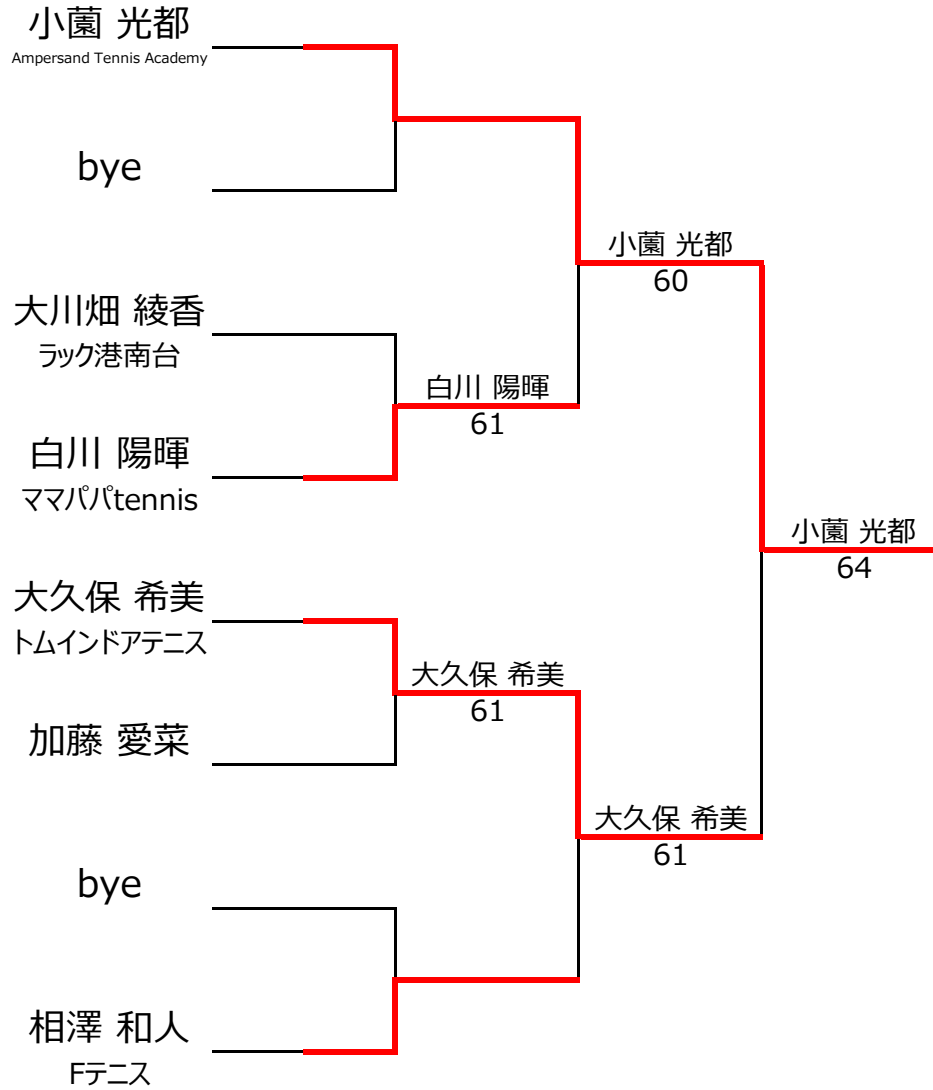 小薗 光都
Ampersand Tennis Academy
bye
大川畑 綾香
ラック港南台
白川 陽暉
ママパパtennis
大久保 希美
トムインドアテニス
加藤 愛菜
bye
相澤 和人
Fテニス
白川 陽暉
61
大久保 希美
61
小薗 光都
60
大久保 希美
61
小薗 光都
64